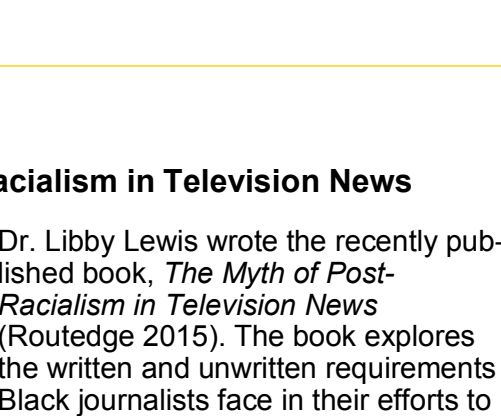 acialism in Television News
Dr. Libby Lewis wrote the recently pub-
lished book, The Myth of Post-
Racialism in Television News
(Routedge 2015). The book explores
the written and unwritten requirements
Black journalists face in their efforts to